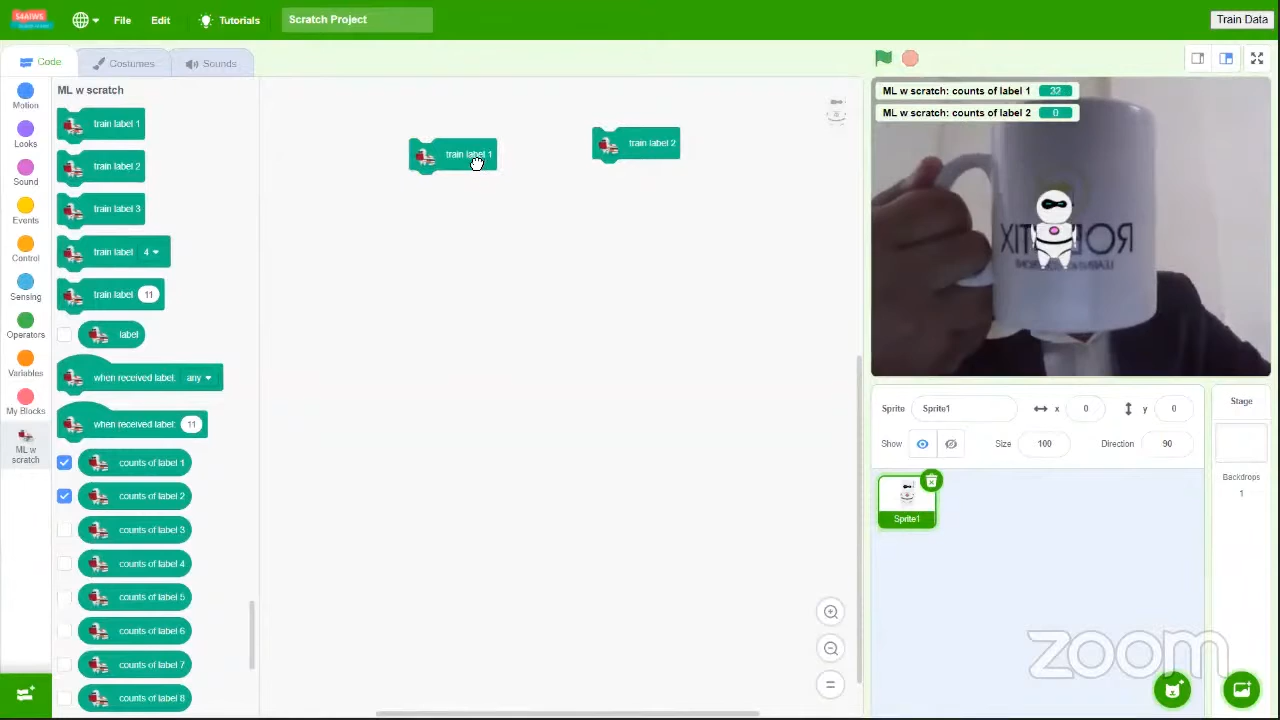 S4AIWS
File
Edit
Tutorials
Scratch Project
Train Data
Code
Costumes
Sounds
Motion
Looks
Sound
Events
Control
Sensing
Operators
Variables
My Blocks
ML w
scratch
ML w scratch
train label 1
train label 2
train label 3
train label 4
train label 11
label
when received label: any
when received label: 11
counts of label 1
counts of label 2
counts of label 3
counts of label 4
counts of label 5
counts of label 6
counts of label 7
counts of label 8
train label 1
train label 2
ML w scratch: counts of label 1 32
ML w scratch: counts of label 2 0
Sprite Sprite1 x 0 y 0
Show Size 100 Direction 90
Sprite1
Stage
Backdrops
1
zoom